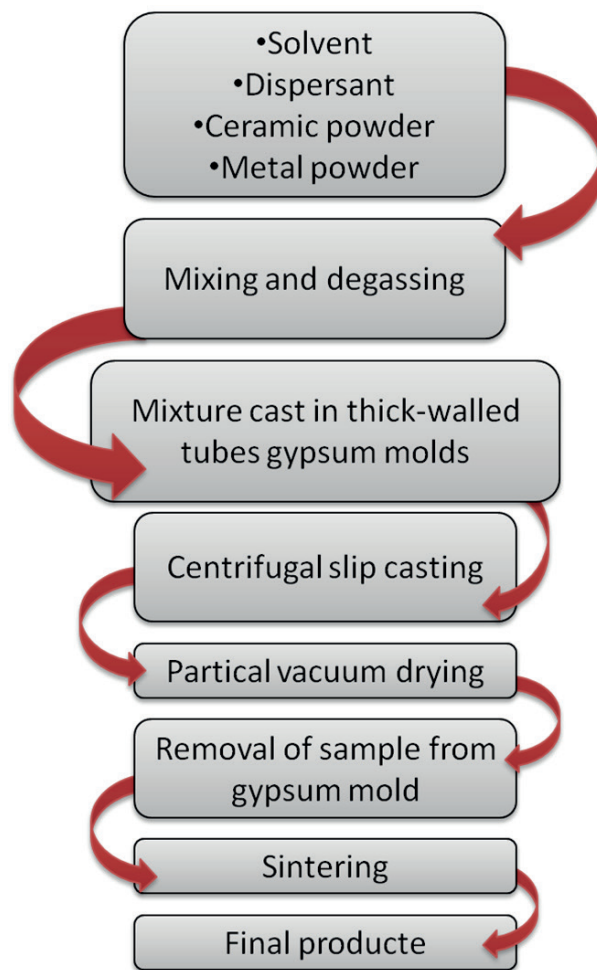 •Solvent
•Dispersant
•Ceramic powder
•Metal powder
Mixing and degassing
Mixture cast in thick-walled
tubes gypsum molds
Centrifugal slip casting
Partical vacuum drying
Removal of sample from
gypsum mold
Sintering
Final producte